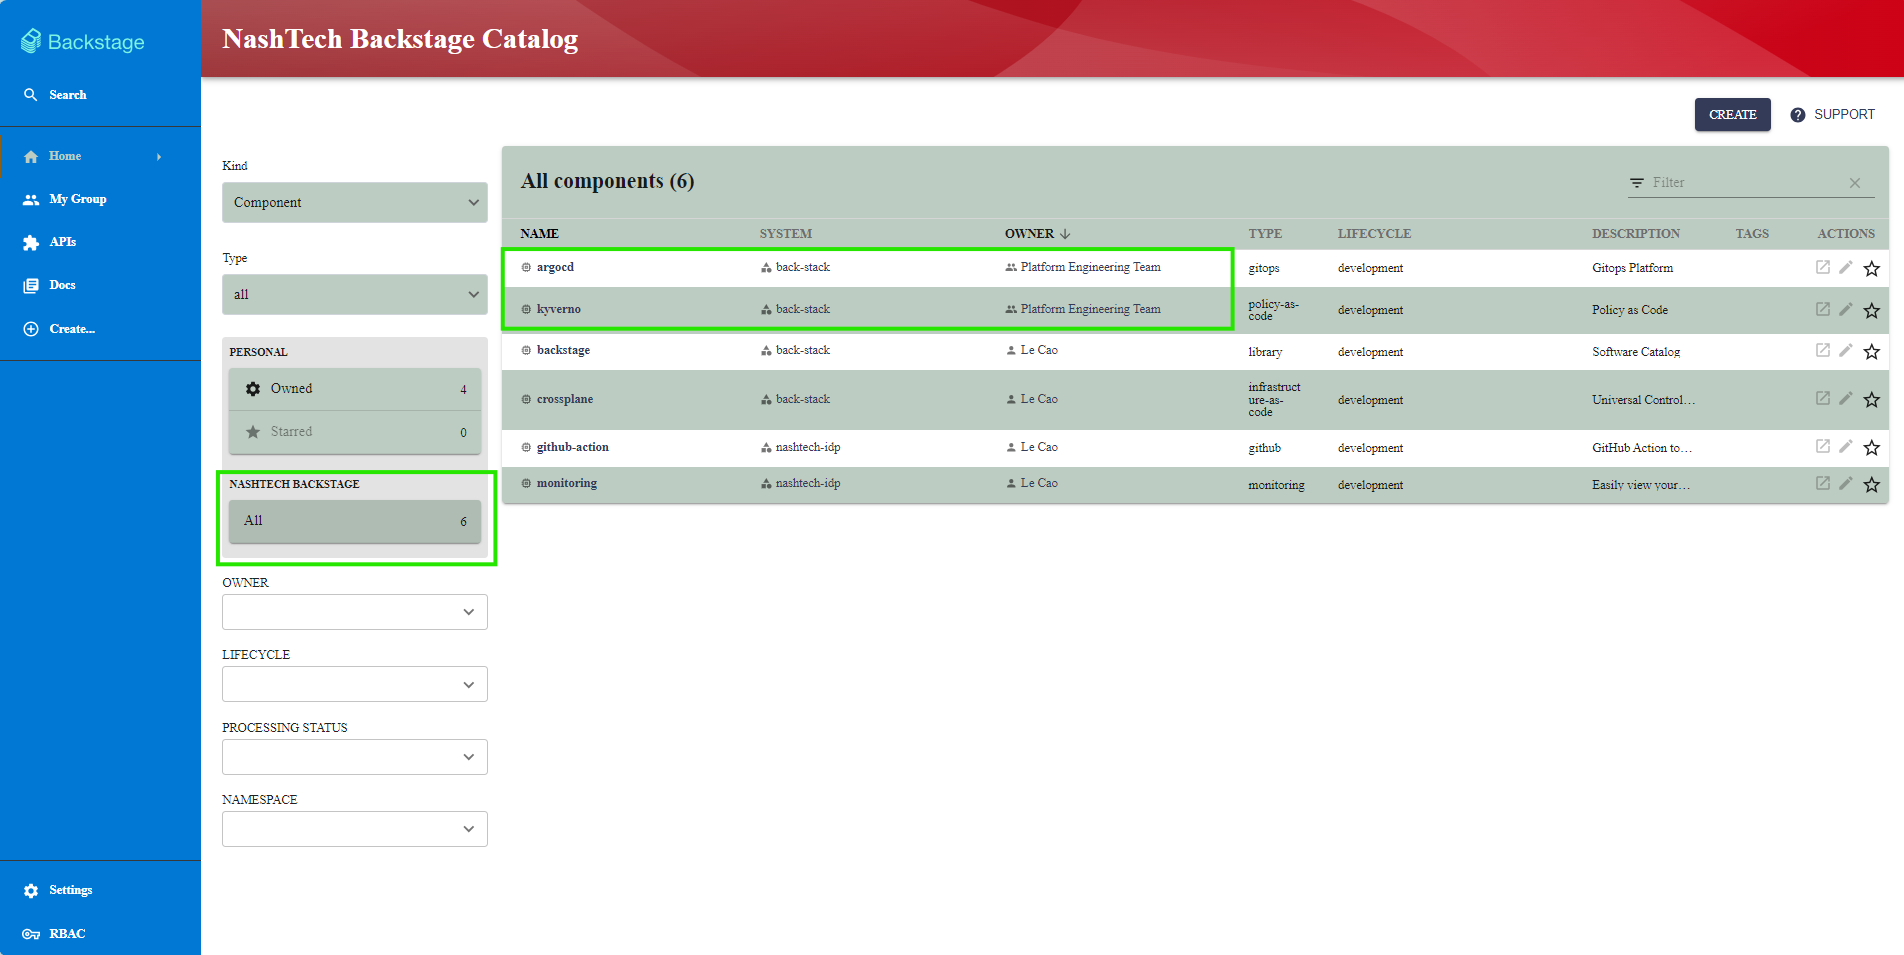 Backstage
NashTech Backstage Catalog
Search
Home
My Group
APIs
Docs
Create...
Settings
RBAC
CREATE
SUPPORT
Kind
Component
Type
all
PERSONAL
Owned 4
Starred 0
NASHTECH BACKSTAGE
All 6
OWNER
LIFECYCLE
PROCESSING STATUS
NAMESPACE
All components (6)
Filter
NAME SYSTEM OWNER TYPE LIFECYCLE DESCRIPTION TAGS ACTIONS
argocd back-stack Platform Engineering Team gitops development Gitops Platform
kyverno back-stack Platform Engineering Team policy-as-
code development Policy as Code
backstage back-stack Le Cao library development Software Catalog
crossplane back-stack Le Cao infrastruct
ure-as-
code development Universal Control...
github-action nashtech-idp Le Cao github development GitHub Action to...
monitoring nashtech-idp Le Cao monitoring development Easily view your...